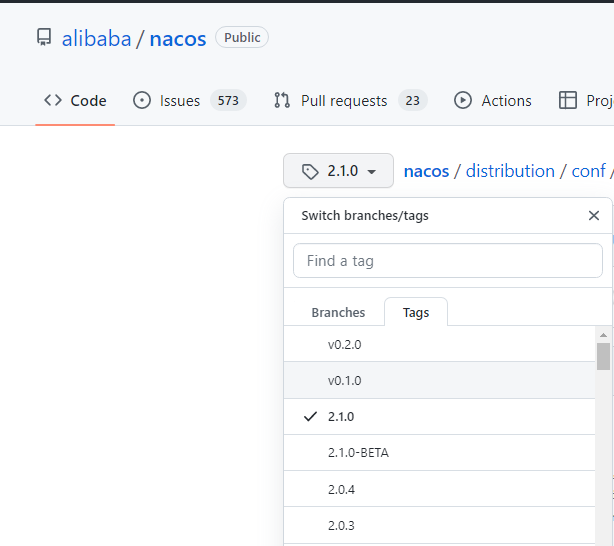 alibaba / nacos Public
Code Issues 573 Pull requests 23 Actions Proj
2.1.0 nacos / distribution / conf /
Switch branches/tags
Find a tag
Branches Tags
v0.2.0
v0.1.0
2.1.0
2.1.0-BETA
2.0.4
2.0.3